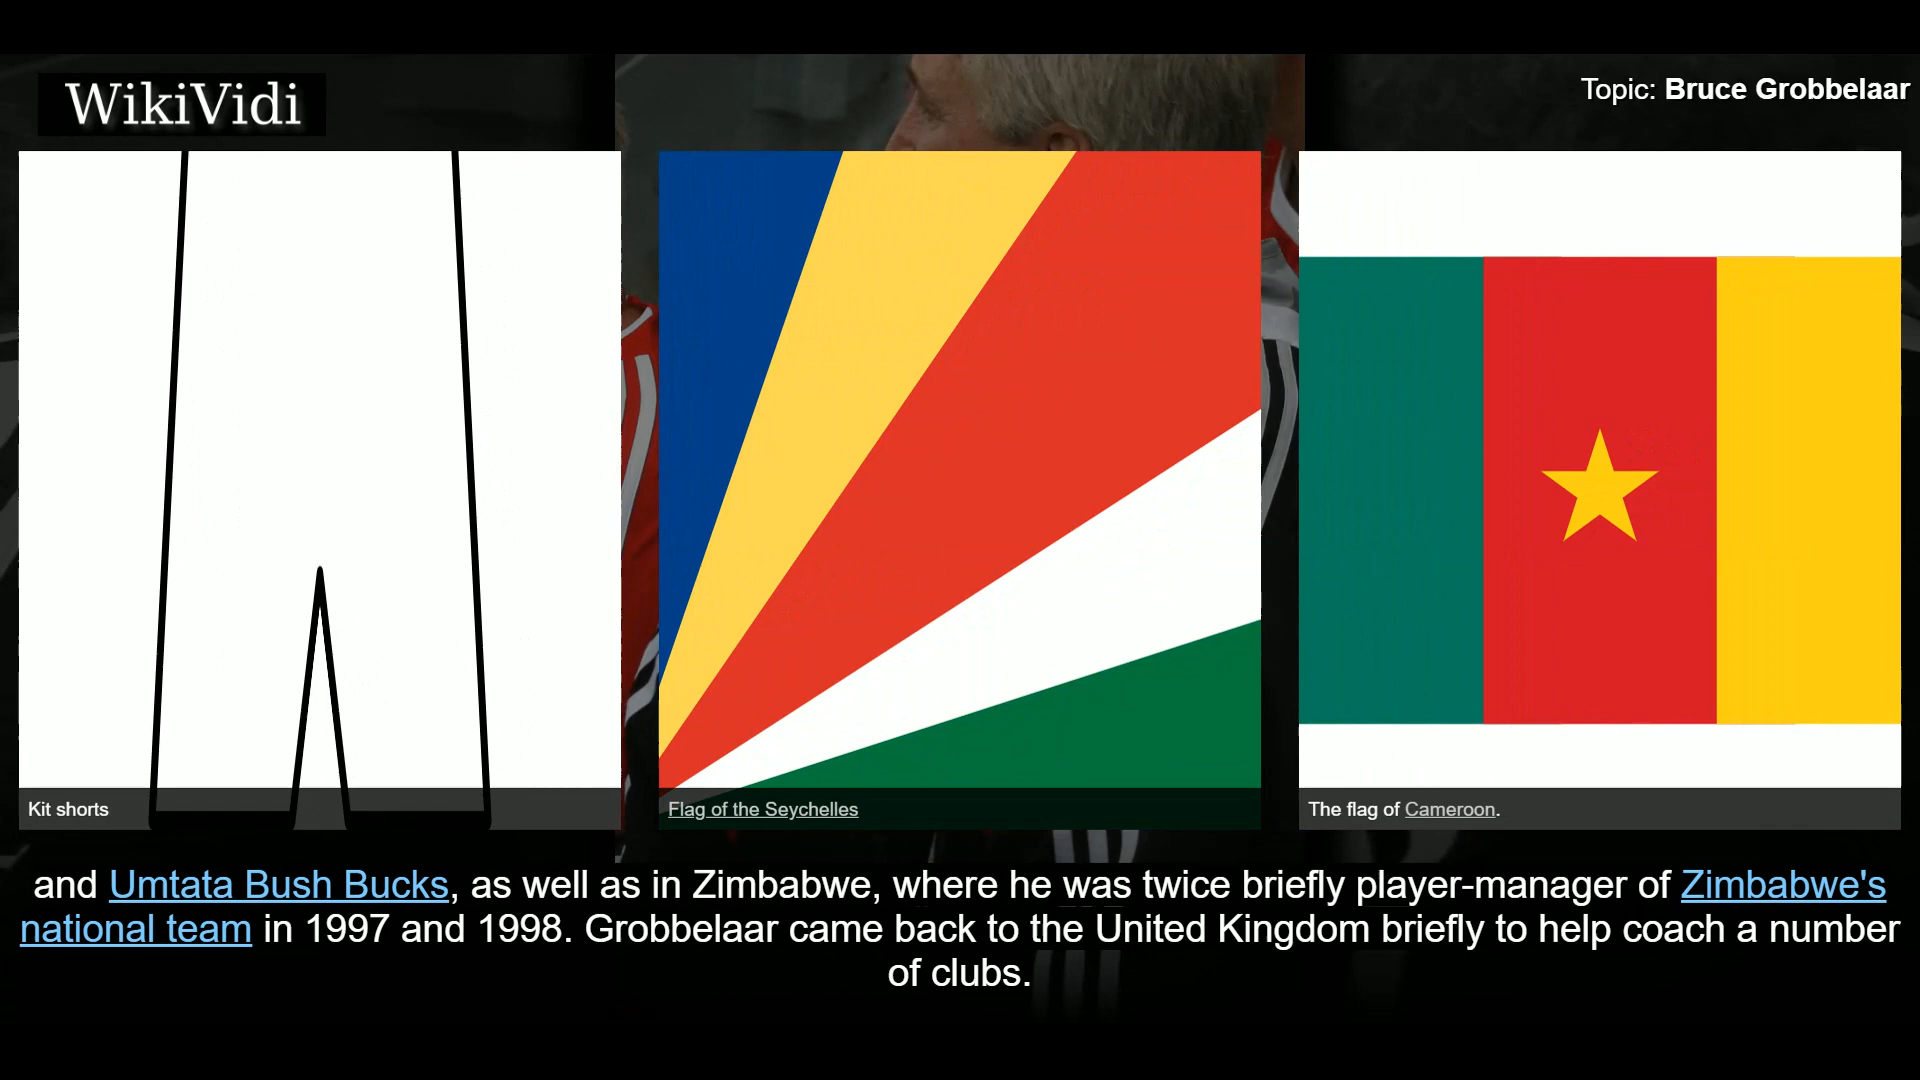 WikiVidi
Topic: Bruce Grobbelaar
Kit shorts
Flag of the Seychelles
The flag of Cameroon.
and Umtata Bush Bucks, as well as in Zimbabwe, where he was twice briefly player-manager of Zimbabwe's
national team in 1997 and 1998. Grobbelaar came back to the United Kingdom briefly to help coach a number
of clubs.